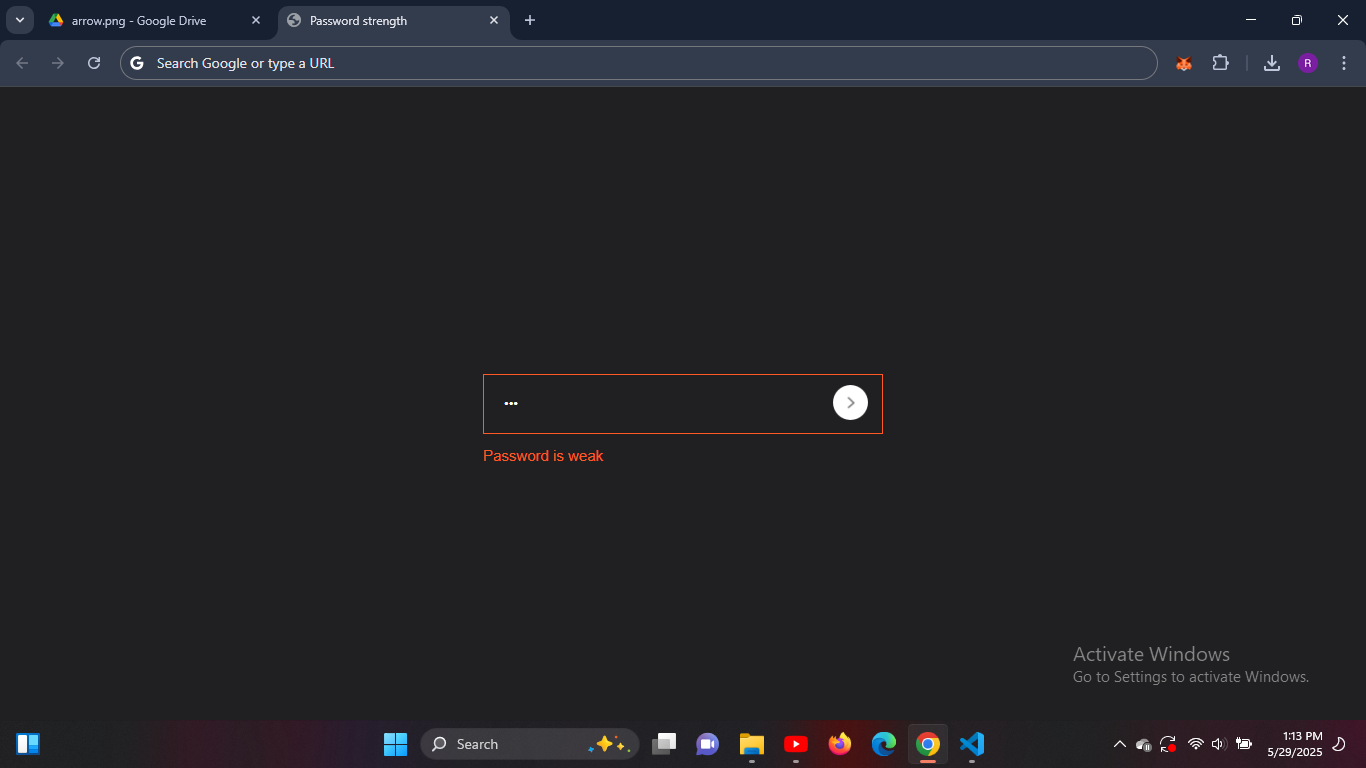 arrow.png - Google Drive
Password strength
Search Google or type a URL
R
Password is weak
Activate Windows
Go to Settings to activate Windows.
Search
1:13 PM
5/29/2025